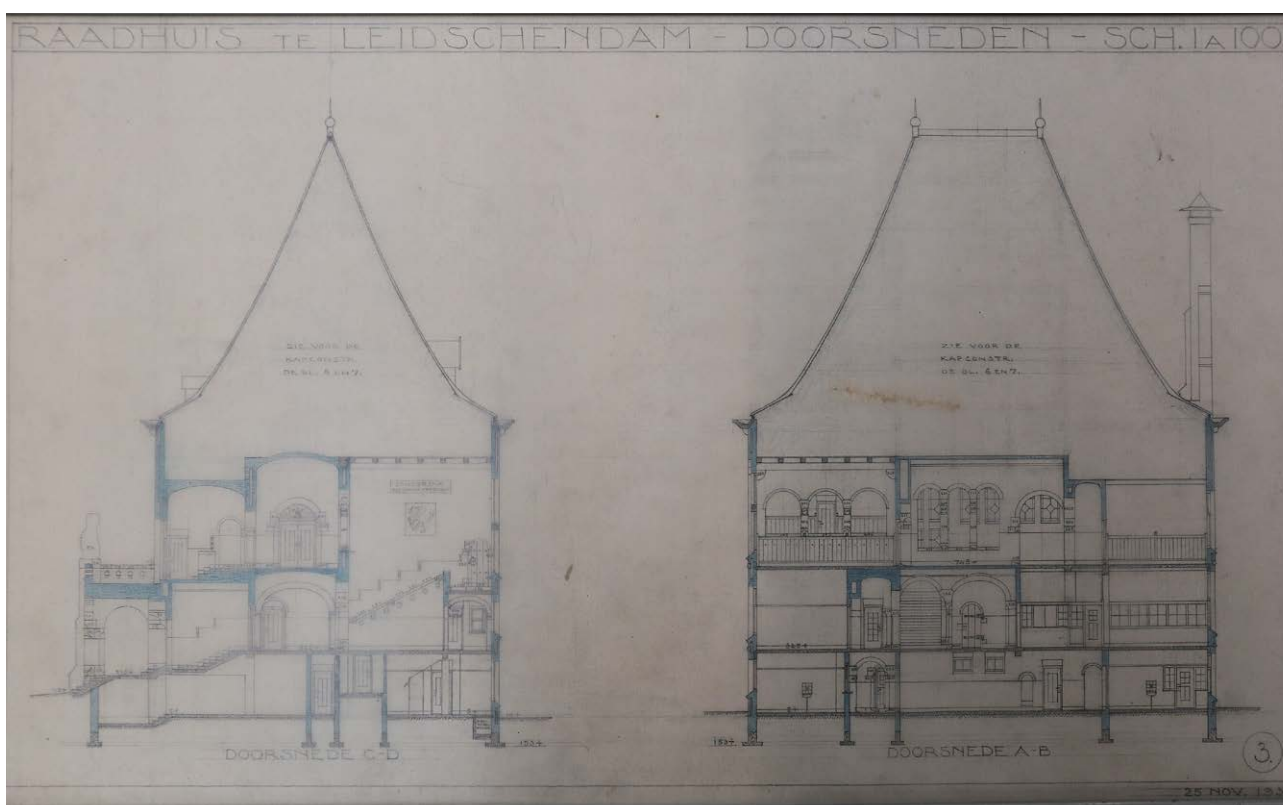 RAADHUIS TE LEIDSCHENDAM - DOORSNEDEN - SCH. 1 A 100
ZIE VOOR DE
KAPCONSTR.
DE BL. 6 EN 7.
ZIE VOOR DE
KAPCONSTR.
DE BL. 6 EN 7.
DOORSNEDE C-D
DOORSNEDE A-B
3.
25 NOV. 193